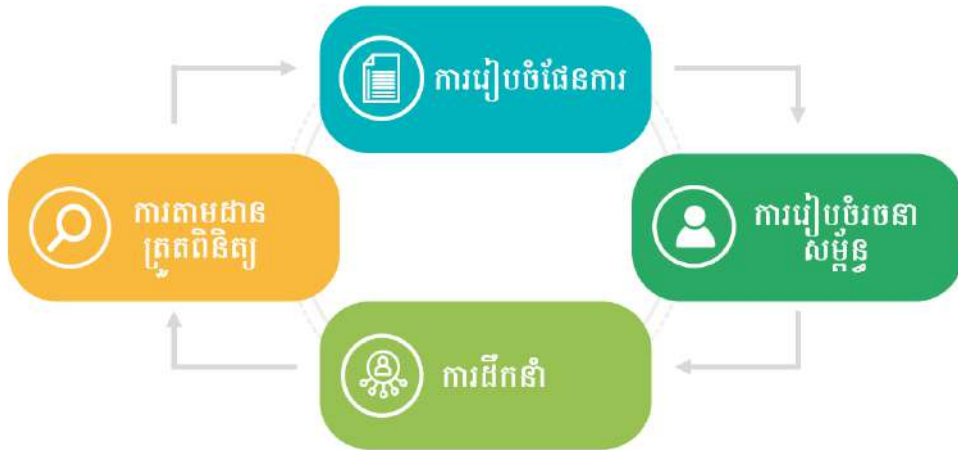 ការរៀបចំផែនការ
ការតាមដាន
ត្រួតពិនិត្យ
ការរៀបចំរចនា
សម្ព័ន្ធ
ការដឹកនាំ